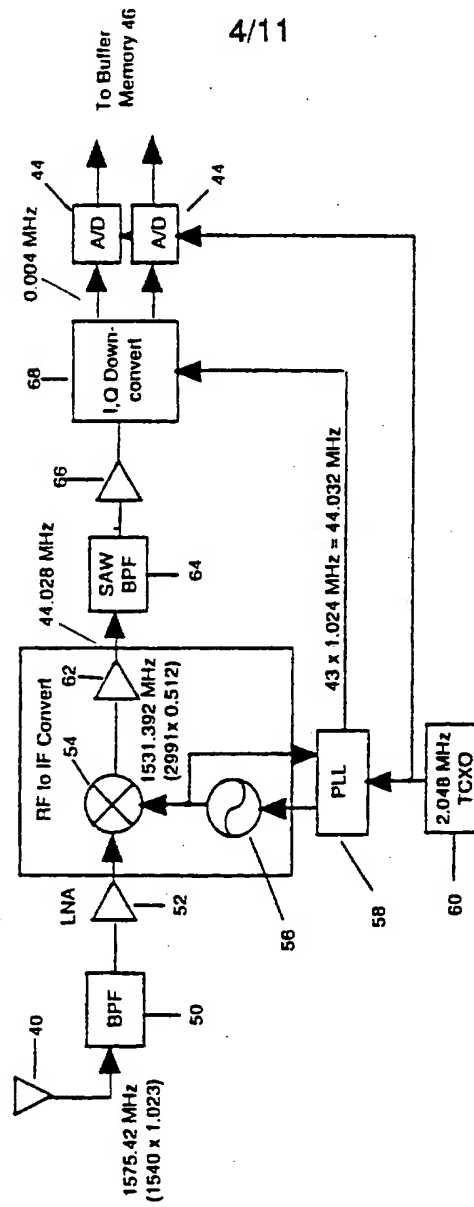 4/11
40
1575.42 MHz
(1540 x 1.023)
BPF
50
LNA
52
RF to IF Convert
54
62
1531.392 MHz
(2991x 0.512)
56
44.028 MHz
SAW
BPF
64
66
68
I,Q Down-
convert
0.004 MHz
44
A/D
A/D
44
To Buffer
Memory 46
PLL
58
43 x 1.024 MHz = 44.032 MHz
2.048 MHz
TCXO
60